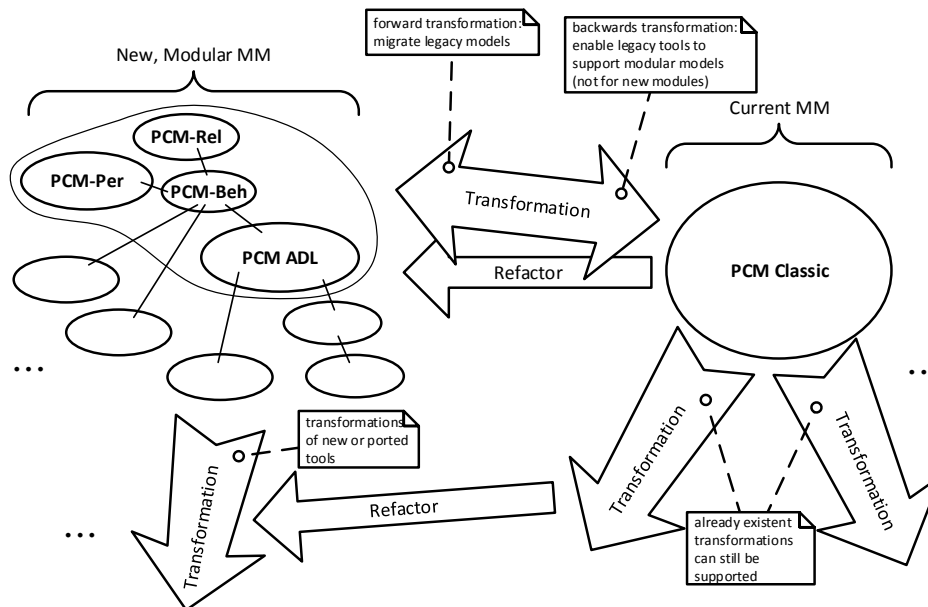 forward transformation:
migrate legacy models
backwards transformation:
enable legacy tools to
support modular models
(not for new modules)
New, Modular MM
Current MM
PCM-Rel
PCM-Per
PCM-Beh
PCM ADL
Transformation
Refactor
PCM Classic
...
...
transformations
of new or ported
tools
Transformation
Refactor
Transformation
Transformation
...
already existent
transformations
can still be
supported